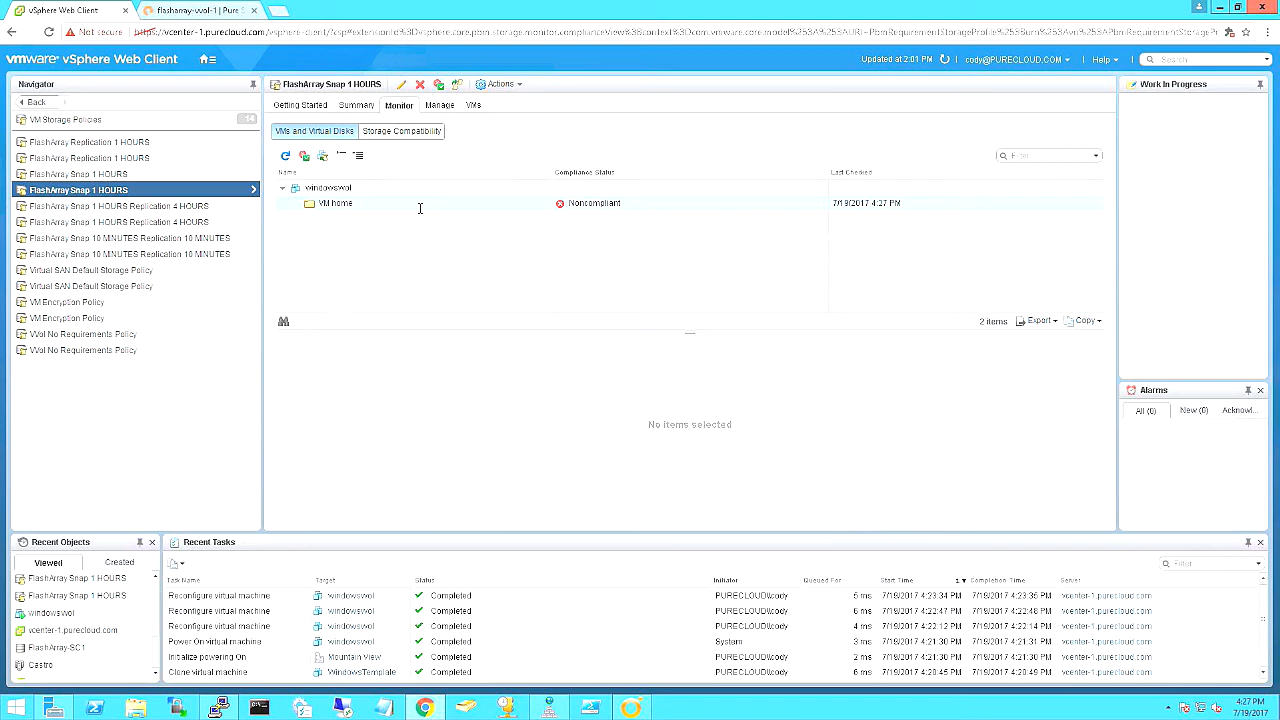 vSphere Web Client
flasharray-vvol-1 | Pure S
Not secure
vmware® vSphere Web Client
Updated at 2:01 PM
cody@PURECLOUD.COM
Help
Search
Navigator
Back
VM Storage Policies
14
FlashArray Replication 1 HOURS
FlashArray Replication 1 HOURS
FlashArray Snap 1 HOURS
FlashArray Snap 1 HOURS
FlashArray Snap 1 HOURS Replication 4 HOURS
FlashArray Snap 1 HOURS Replication 4 HOURS
FlashArray Snap 10 MINUTES Replication 10 MINUTES
FlashArray Snap 10 MINUTES Replication 10 MINUTES
Virtual SAN Default Storage Policy
Virtual SAN Default Storage Policy
VM Encryption Policy
VM Encryption Policy
VVol No Requirements Policy
VVol No Requirements Policy
FlashArray Snap 1 HOURS
Actions
Getting Started
Summary
Monitor
Manage
VMs
VMs and Virtual Disks
Storage Compatibility
Filter
Name
Compliance Status
Last Checked
windowsvvol
VM home
Noncompliant
7/19/2017 4:27 PM
2 items
Export
Copy
No items selected
Work In Progress
Alarms
All (0)
New (0)
Acknowl...
Recent Objects
Viewed
Created
FlashArray Snap 1 HOURS
FlashArray Snap 1 HOURS
windowsvvol
vcenter-1.purecloud.com
FlashArray-SC1
Castro
Recent Tasks
Filter
Task Name Target Status Initiator Queued For Start Time 1 Completion Time Server
Reconfigure virtual machine windowsvvol Completed PURECLOUD\cody 5 ms 7/19/2017 4:23:34 PM 7/19/2017 4:23:36 PM vcenter-1.purecloud.com
Reconfigure virtual machine windowsvvol Completed PURECLOUD\cody 6 ms 7/19/2017 4:22:47 PM 7/19/2017 4:22:48 PM vcenter-1.purecloud.com
Reconfigure virtual machine windowsvvol Completed PURECLOUD\cody 4 ms 7/19/2017 4:22:12 PM 7/19/2017 4:22:14 PM vcenter-1.purecloud.com
Power On virtual machine windowsvvol Completed System 3 ms 7/19/2017 4:21:30 PM 7/19/2017 4:21:31 PM vcenter-1.purecloud.com
Initialize powering On Mountain View Completed PURECLOUD\cody 2 ms 7/19/2017 4:21:30 PM 7/19/2017 4:21:30 PM vcenter-1.purecloud.com
Clone virtual machine WindowsTemplate Completed PURECLOUD\cody 8 ms 7/19/2017 4:20:45 PM 7/19/2017 4:20:49 PM vcenter-1.purecloud.com
4:27 PM
7/19/2017